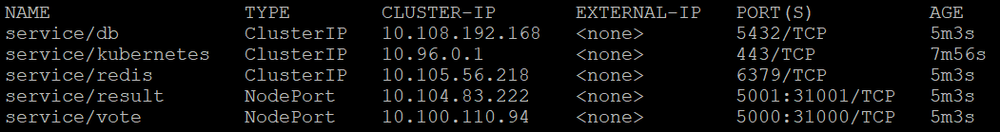 NAME TYPE CLUSTER-IP EXTERNAL-IP PORT(S) AGE
service/db ClusterIP 10.108.192.168 <none> 5432/TCP 5m3s
service/kubernetes ClusterIP 10.96.0.1 <none> 443/TCP 7m56s
service/redis ClusterIP 10.105.56.218 <none> 6379/TCP 5m3s
service/result NodePort 10.104.83.222 <none> 5001:31001/TCP 5m3s
service/vote NodePort 10.100.110.94 <none> 5000:31000/TCP 5m3s